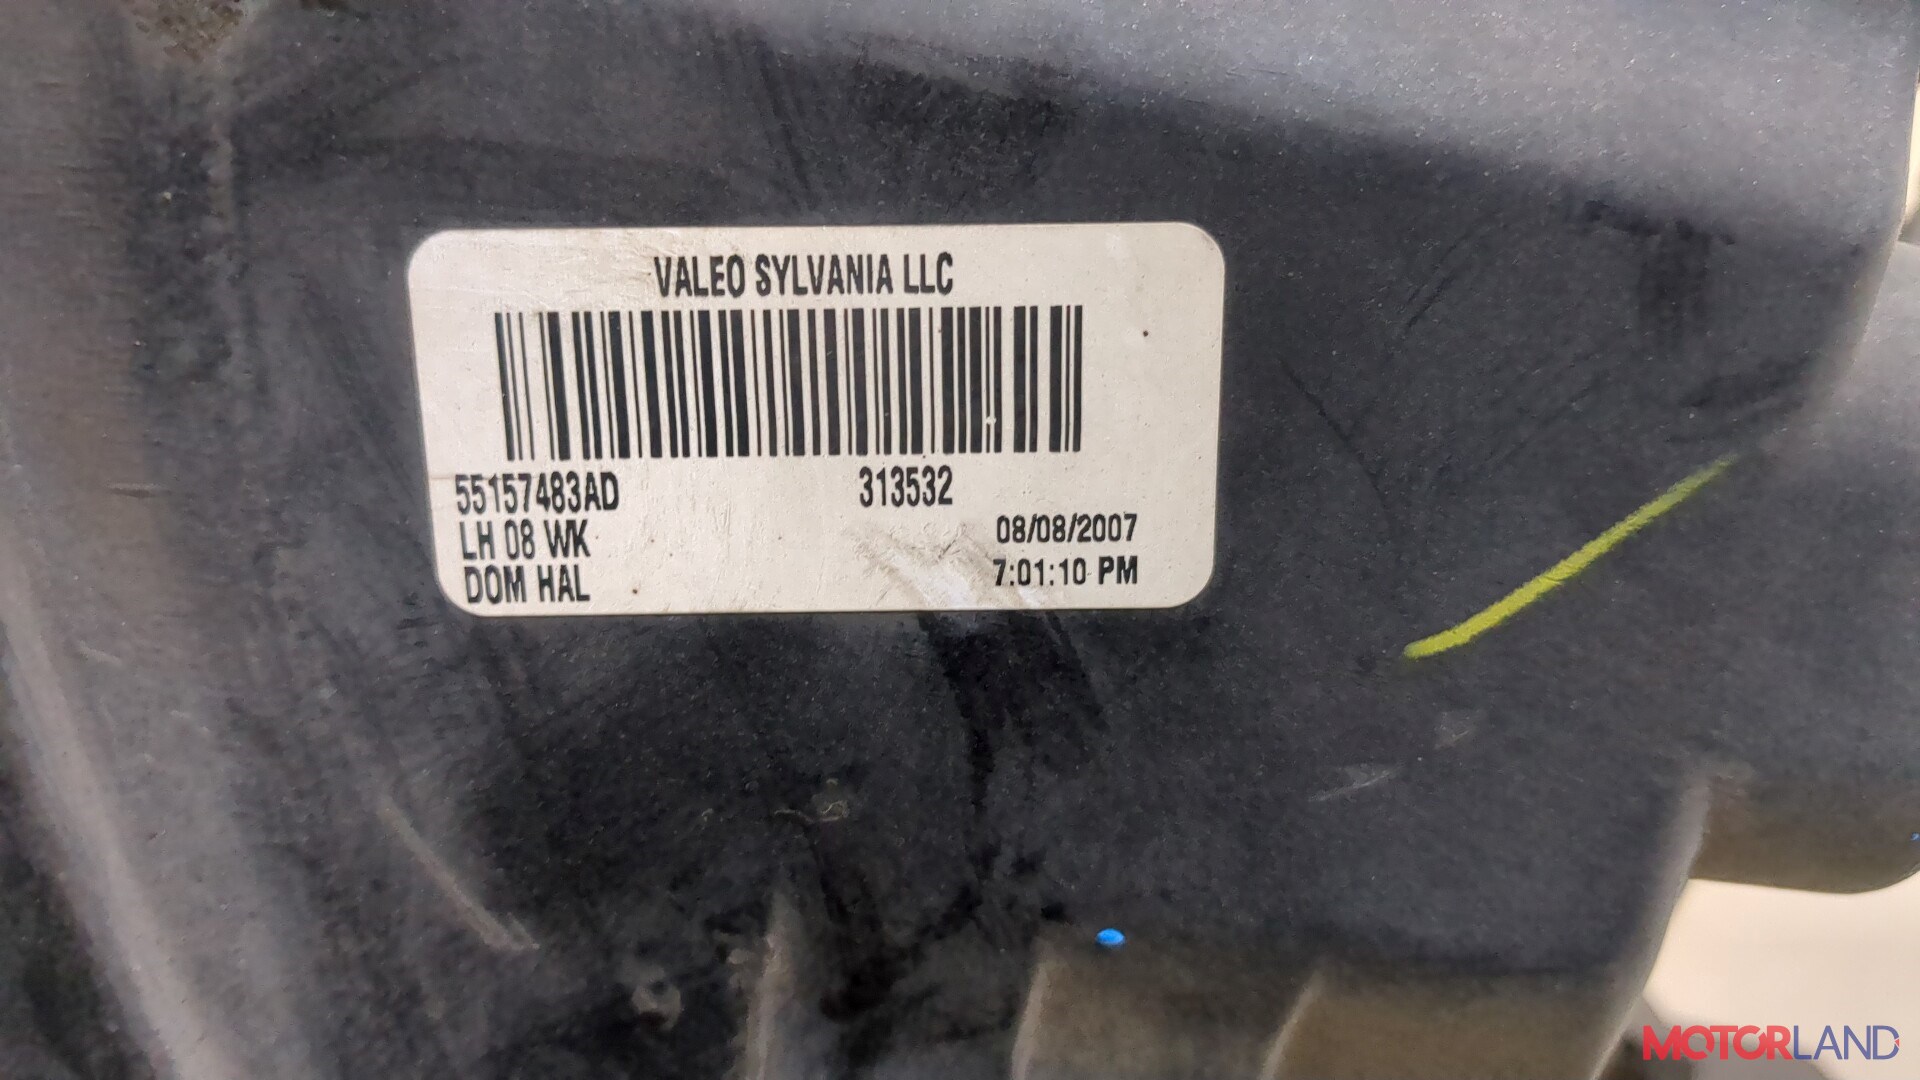 VALEO SYLVANIA LLC
55157483AD 313532
LH 08 WK 08/08/2007
DOM HAL 7:01:10 PM
MOTORLAND